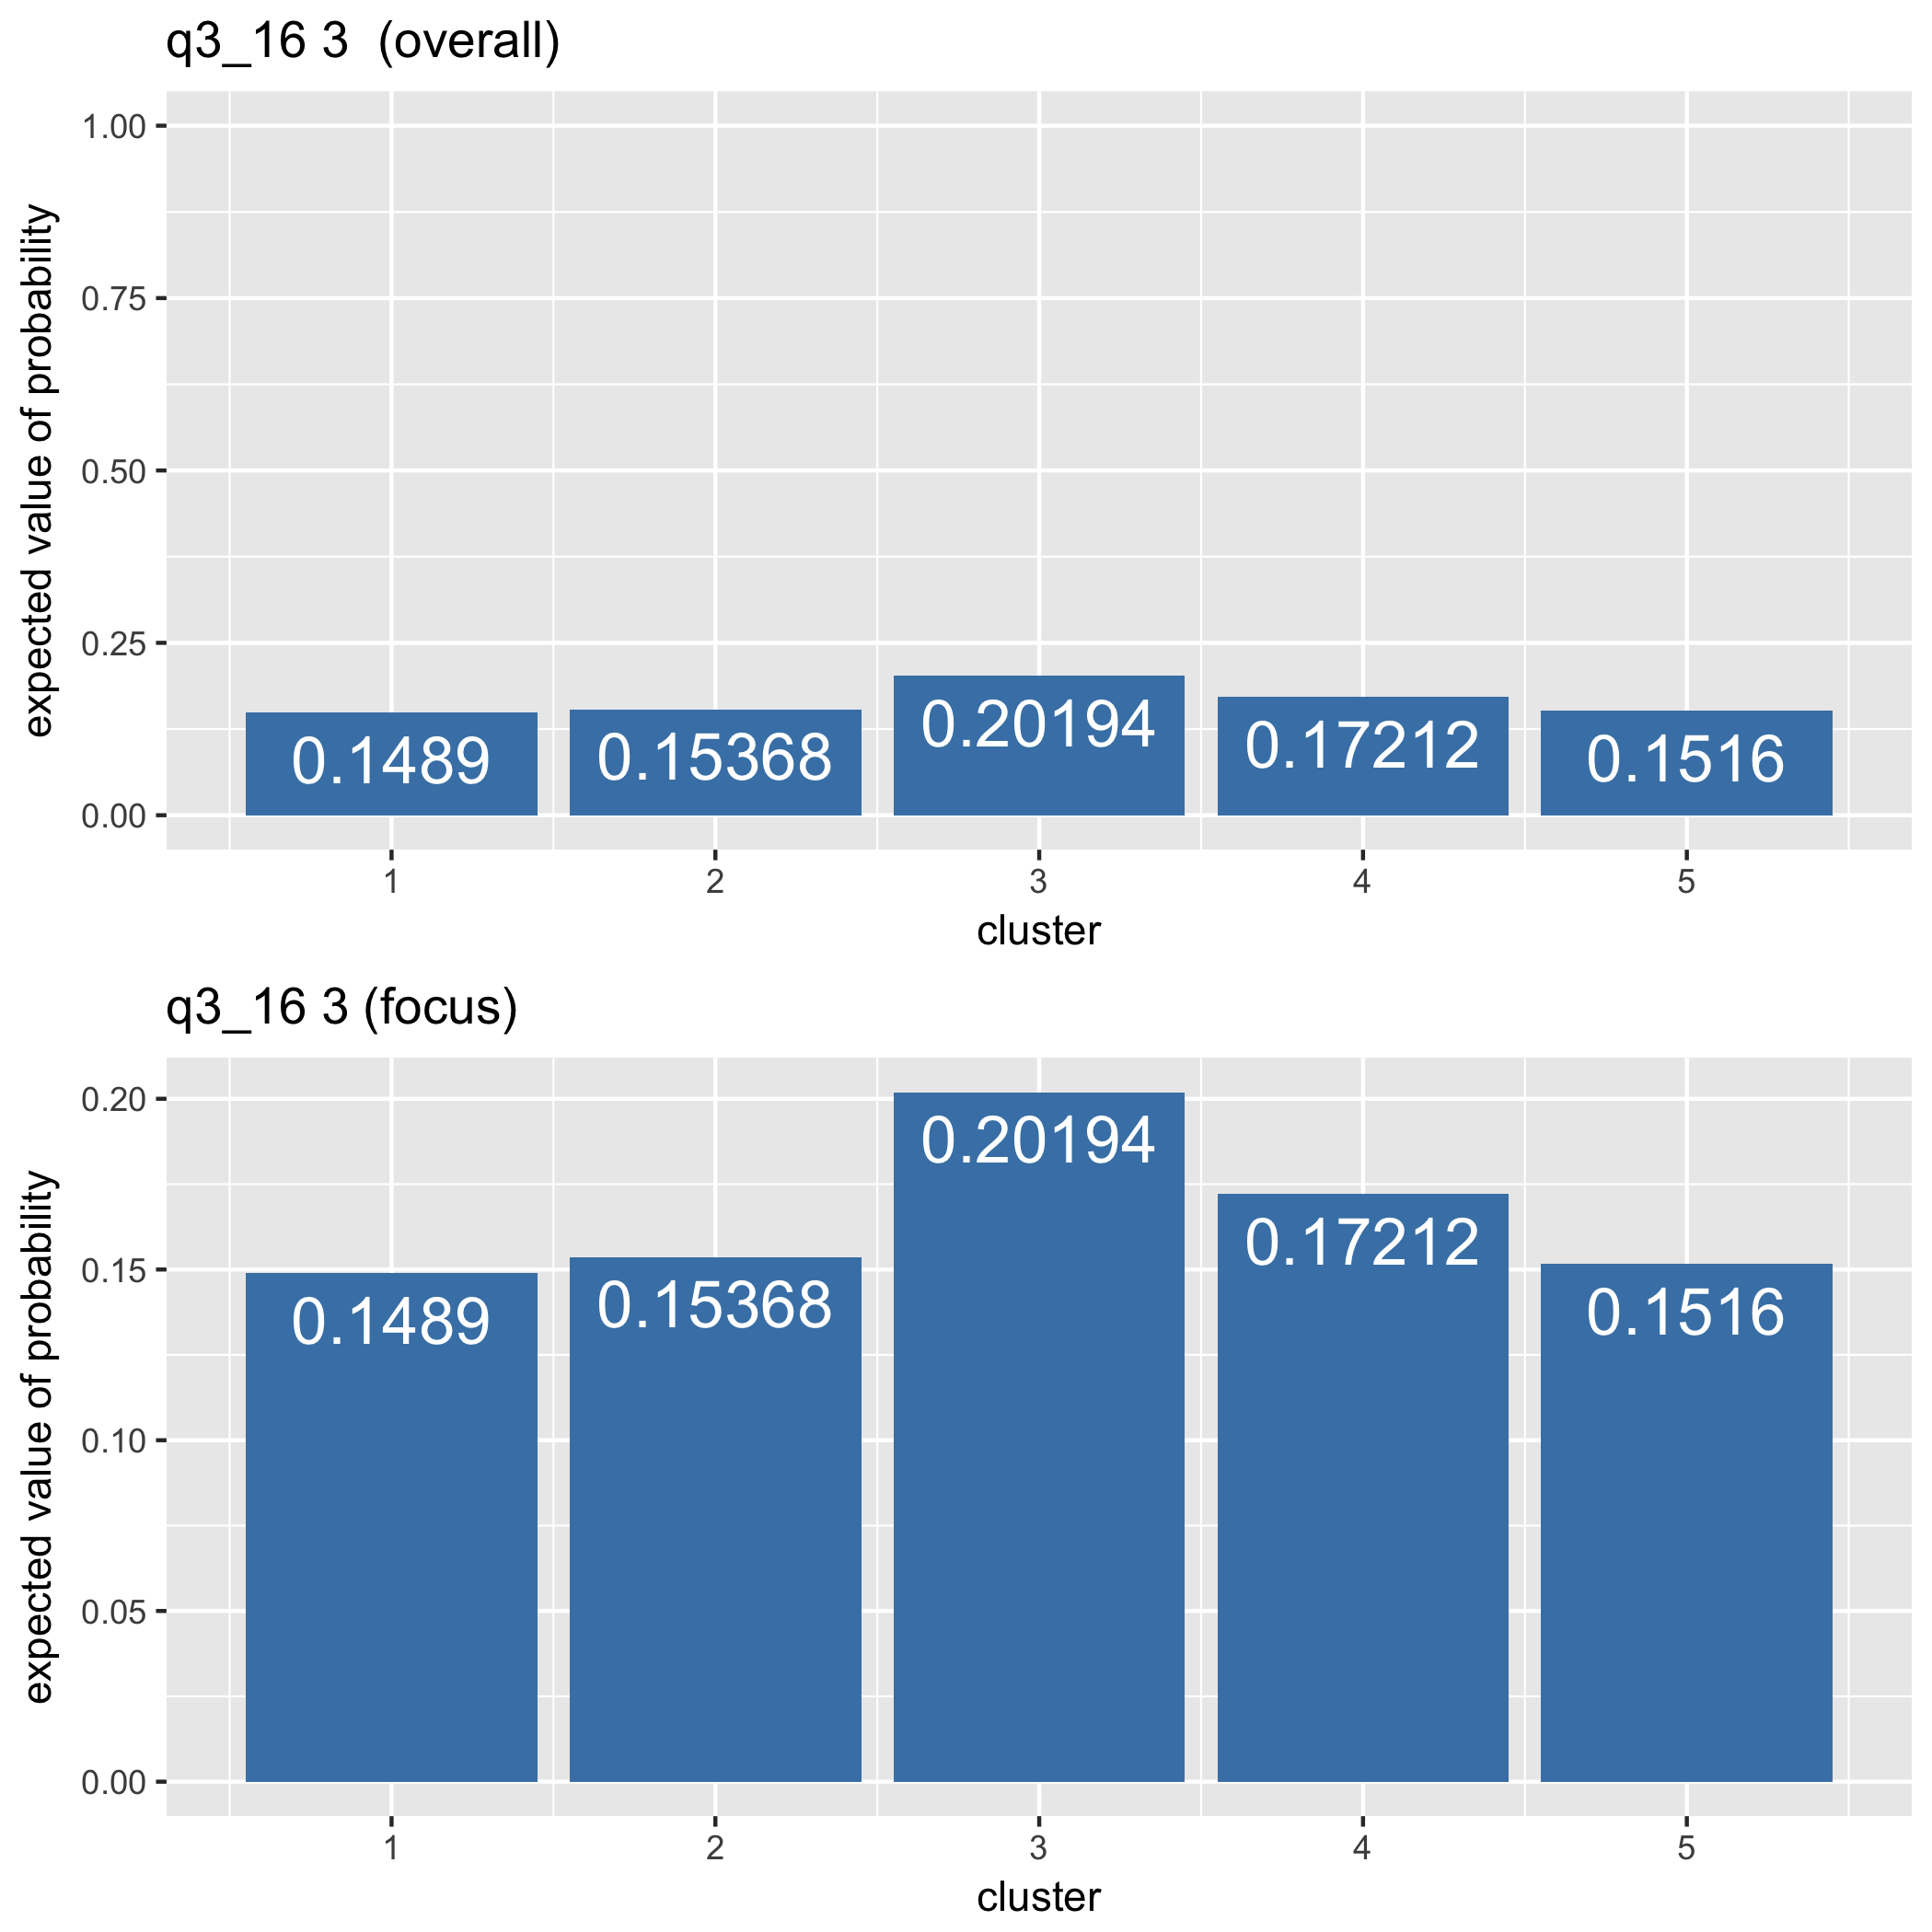 q3_16 3  (overall)
expected value of probability
1.00
0.75
0.50
0.25
0.00
0.1489
0.15368
0.20194
0.17212
0.1516
1 2 3 4 5
cluster
q3_16 3 (focus)
expected value of probability
0.20
0.15
0.10
0.05
0.00
0.1489
0.15368
0.20194
0.17212
0.1516
1 2 3 4 5
cluster